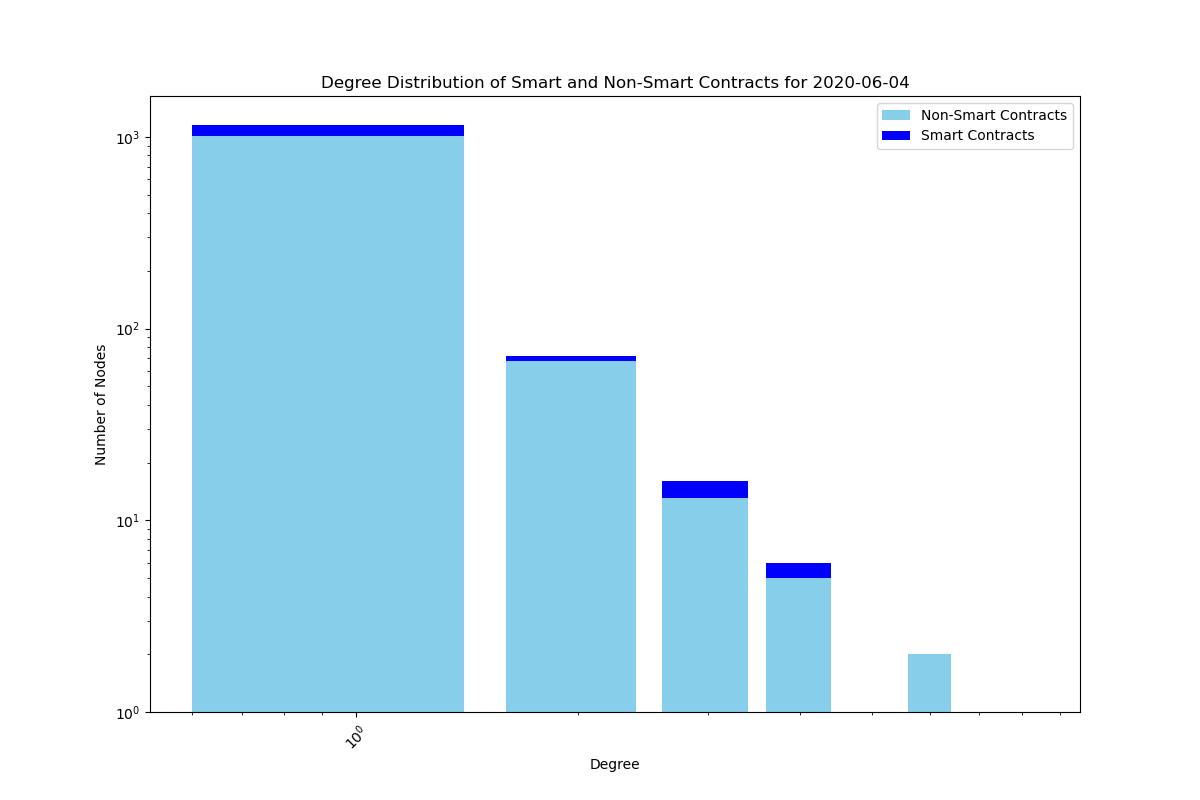 Degree Distribution of Smart and Non-Smart Contracts for 2020-06-04
Non-Smart Contracts
Smart Contracts
10³
10²
10¹
10⁰
Number of Nodes
10⁰
Degree